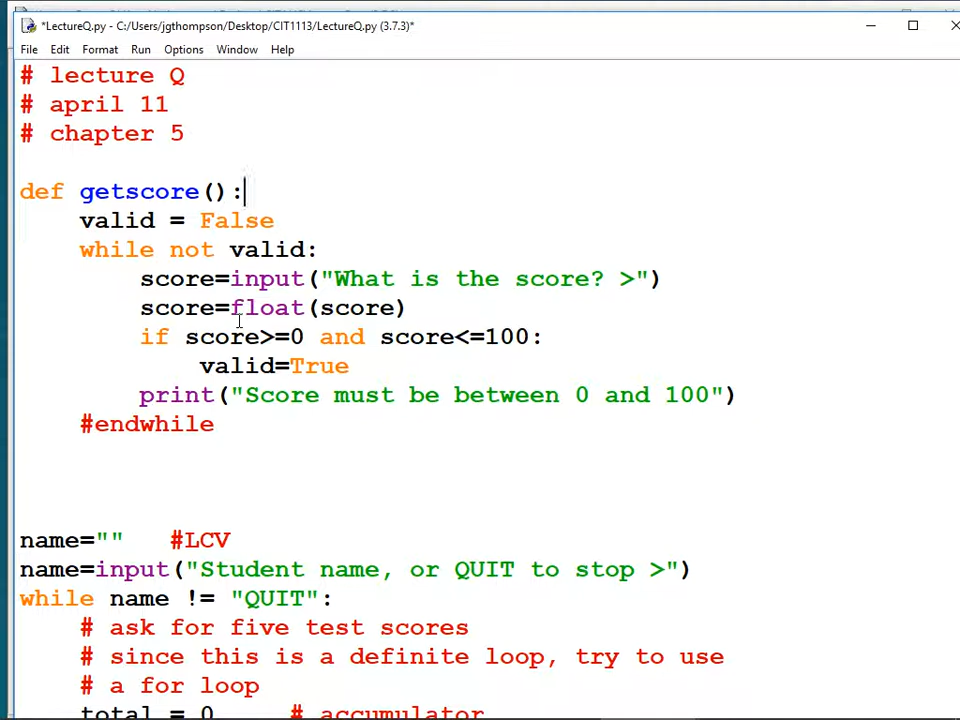 *LectureQ.py - C:/Users/jgthompson/Desktop/CIT1113/LectureQ.py (3.7.3)*
File Edit Format Run Options Window Help
# lecture Q
# april 11
# chapter 5
def getscore():
    valid = False
    while not valid:
        score=input("What is the score? >")
        score=float(score)
        if score>=0 and score<=100:
            valid=True
        print("Score must be between 0 and 100")
    #endwhile
name=""   #LCV
name=input("Student name, or QUIT to stop >")
while name != "QUIT":
    # ask for five test scores
    # since this is a definite loop, try to use
    # a for loop
    total = 0     # accumulator